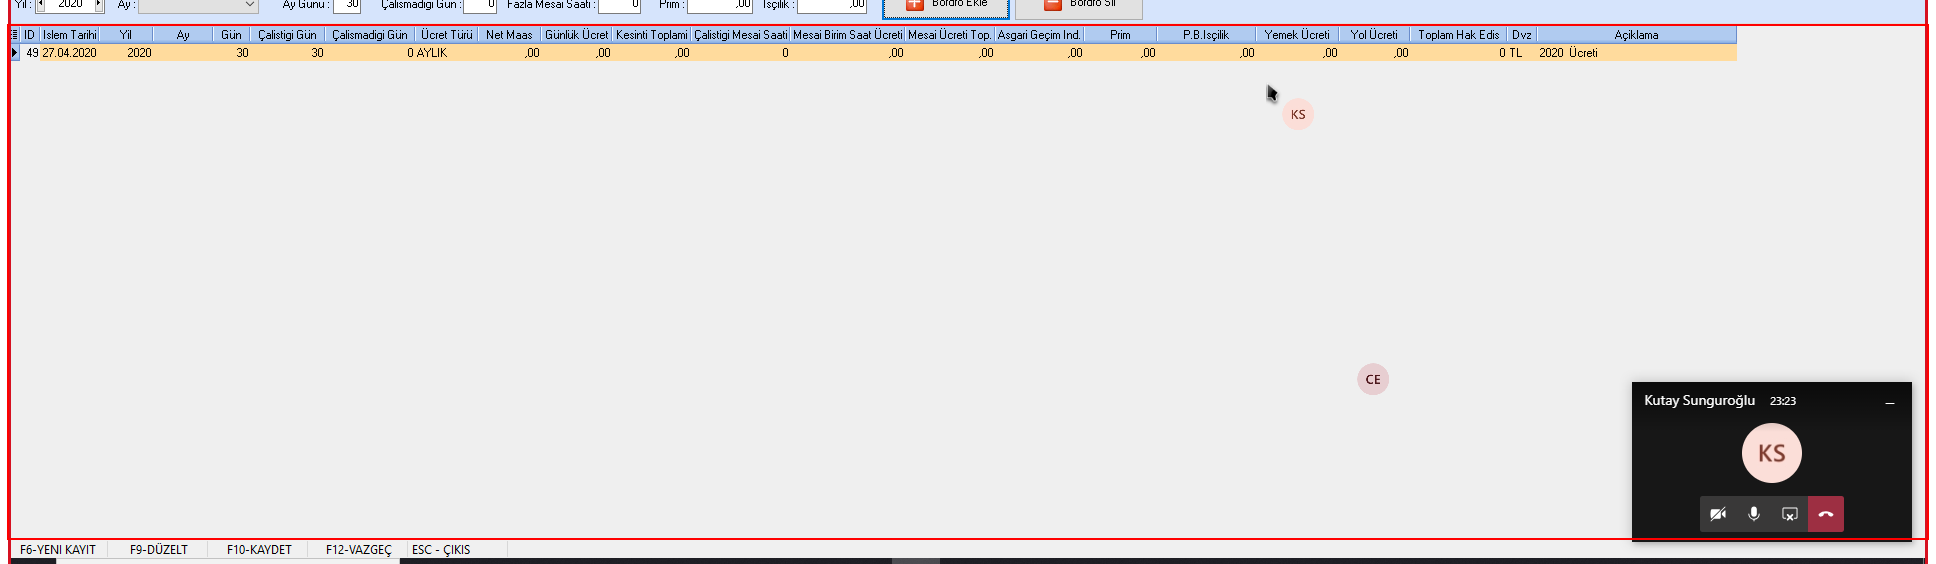 Yil : 2020 Ay : Ay Günü : 30 Çalismadigi Gün : 0 Fazla Mesai Saati : 0 Prim : ,00 Isçilik : ,00 Bordro Ekle Bordro Sil
ID Islem Tarihi Yil Ay Gün Çalistigi Gün Çalismadigi Gün Ücret Türü Net Maas Günlük Ücret Kesinti Toplami Çalistigi Mesai Saati Mesai Birim Saat Ücreti Mesai Ücreti Top. Asgari Geçim Ind. Prim P.B.Isçilik Yemek Ücreti Yol Ücreti Toplam Hak Edis Dvz Açiklama
49 27.04.2020 2020 30 30 0 AYLIK ,00 ,00 ,00 0 ,00 ,00 ,00 ,00 ,00 ,00 ,00 0 TL 2020 Ücreti
KS
CE
Kutay Sunguroğlu 23:23
KS
F6-YENI KAYIT F9-DÜZELT F10-KAYDET F12-VAZGEÇ ESC - ÇIKIS